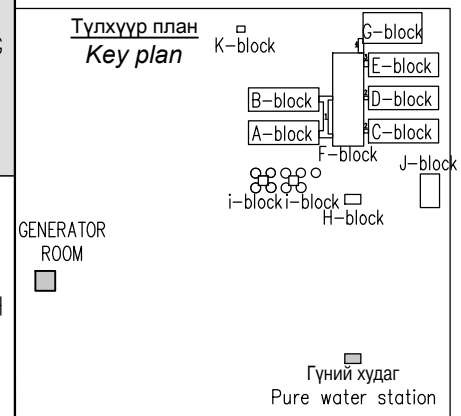 Түлхүүр план
Key plan
K-block
G-block
E-block
B-block
D-block
A-block
C-block
F-block
J-block
i-block
i-block
H-block
GENERATOR
ROOM
Гүний худаг
Pure water station